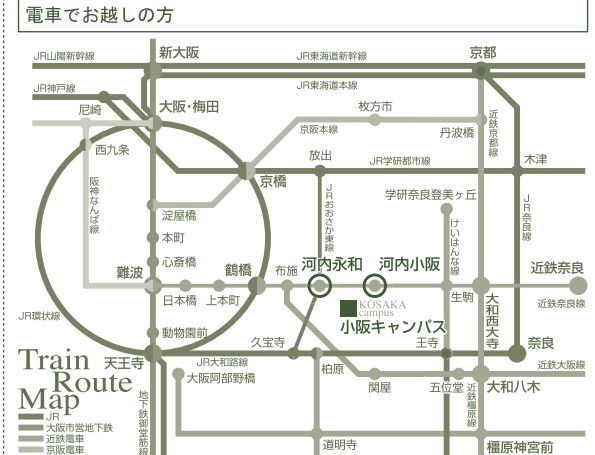 電車でお越しの方
新大阪
京都
JR山陽新幹線
JR東海道新幹線
JR神戸線
JR東海道本線
尼崎
大阪・梅田
枚方市
京阪本線
丹波橋
近鉄京都線
西九条
放出
JR学研都市線
木津
京橋
阪神なんば線
JRおおさか東線
学研奈良登美ヶ丘
JR奈良線
淀屋橋
けいはんな線
本町
心斎橋
難波
鶴橋
布施
河内永和
河内小阪
近鉄奈良
日本橋
上本町
生駒
大和西大寺
近鉄奈良線
KOSAKA
campus
小阪キャンパス
JR環状線
動物園前
久宝寺
王寺
奈良
天王寺
JR大和路線
柏原
近鉄大阪線
Train
Route
Map
大阪阿部野橋
関屋
五位堂
近鉄橿原線
大和八木
地下鉄御堂筋線
JR
大阪市営地下鉄
近鉄電車
京阪電車
道明寺
橿原神宮前